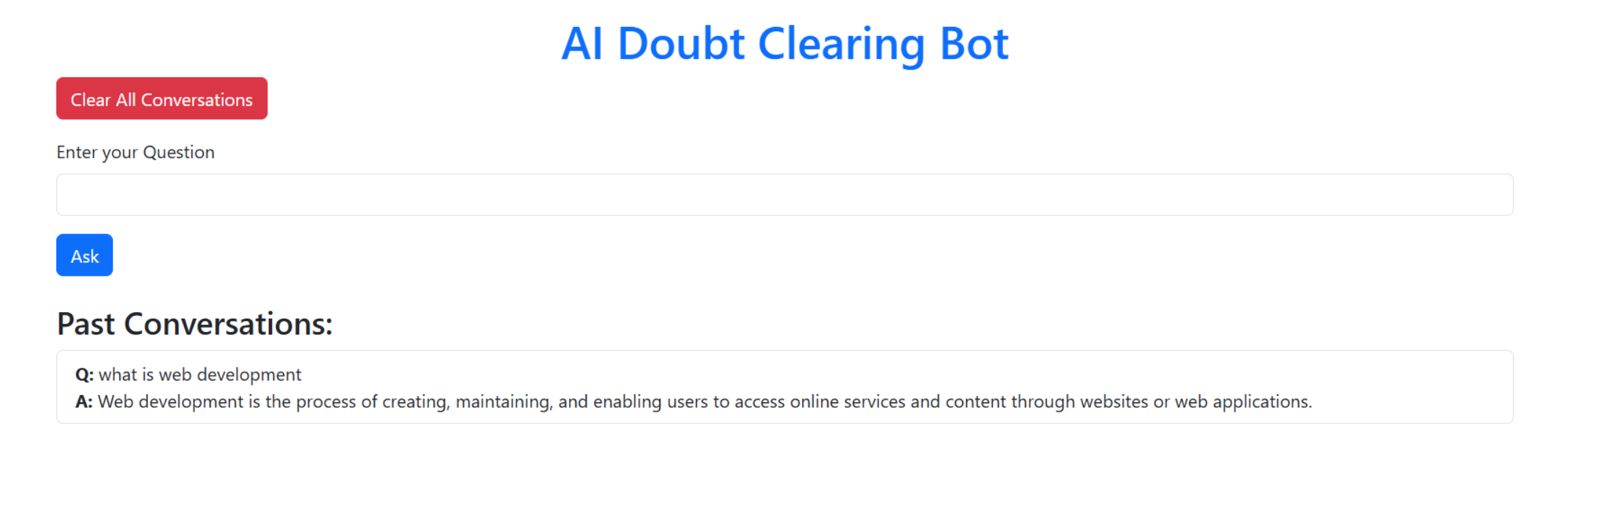 AI Doubt Clearing Bot
Clear All Conversations
Enter your Question
Ask
Past Conversations:
Q: what is web development
A: Web development is the process of creating, maintaining, and enabling users to access online services and content through websites or web applications.